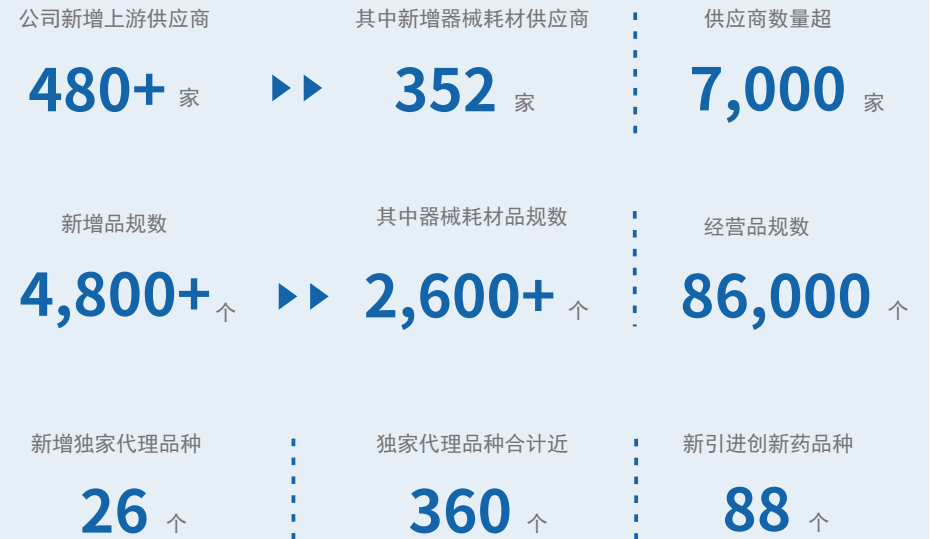 公司新增上游供应商
其中新增器械耗材供应商
供应商数量超
480+ 家
352 家
7,000 家
新增品规数
其中器械耗材品规数
经营品规数
4,800+ 个
2,600+ 个
86,000 个
新增独家代理品种
独家代理品种合计近
新引进创新药品种
26 个
360 个
88 个